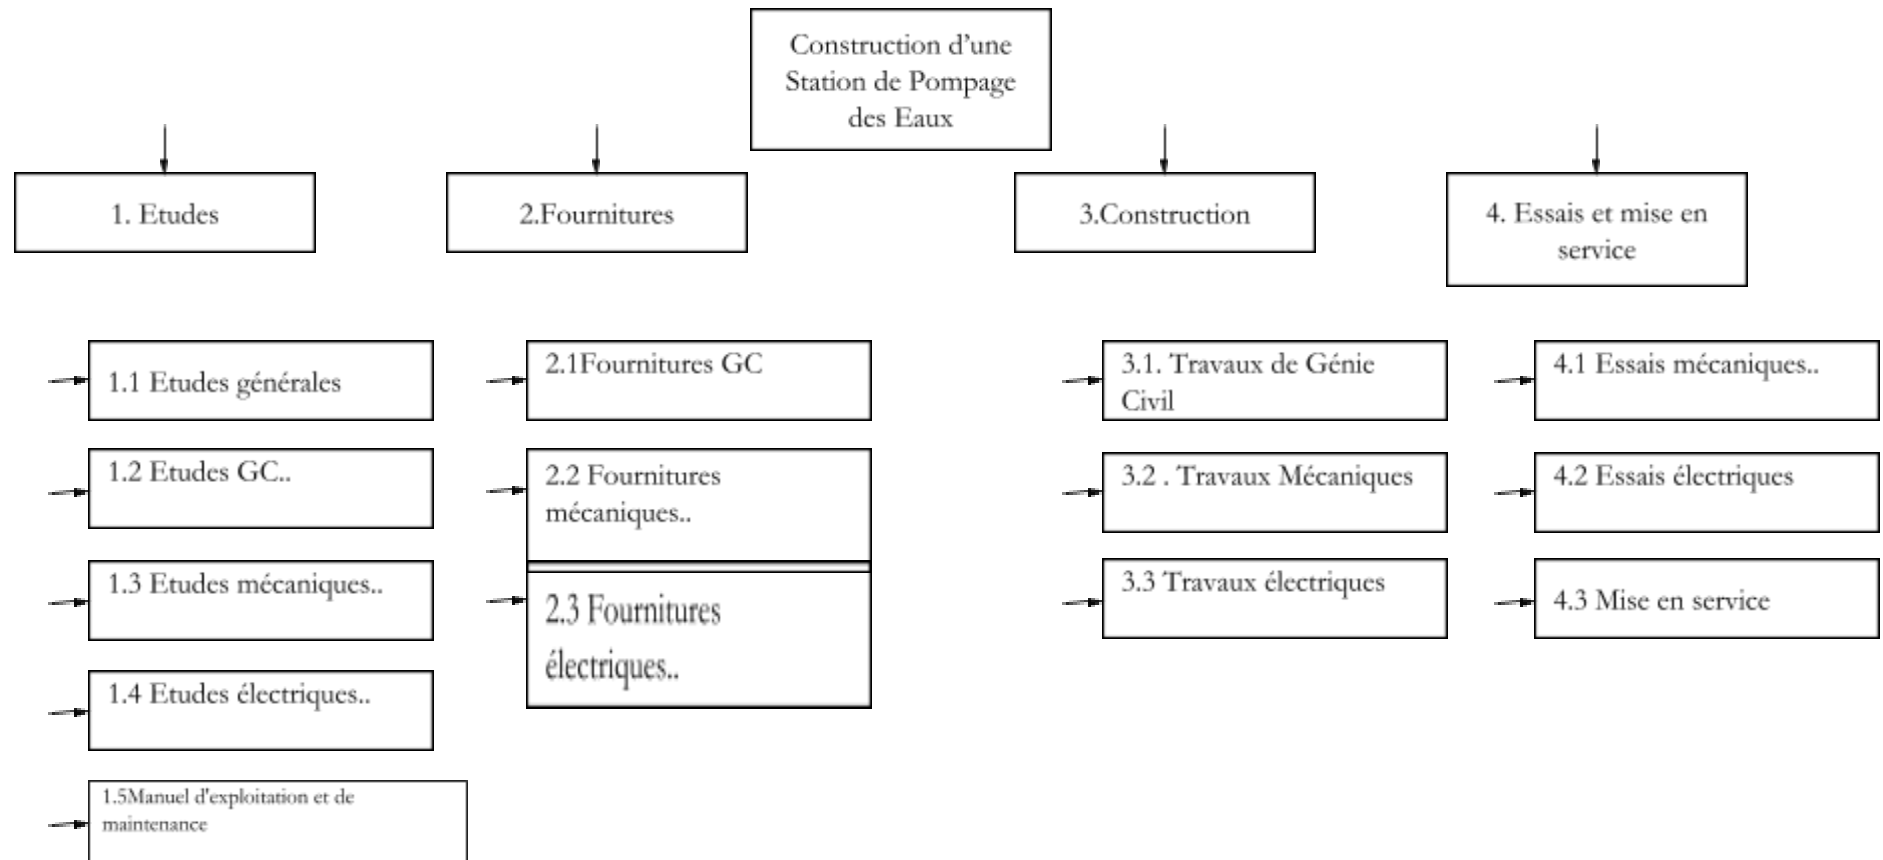 Construction d’une
Station de Pompage
des Eaux
1. Etudes
2.Fournitures
3.Construction
4. Essais et mise en
service
1.1 Etudes générales
1.2 Etudes GC..
1.3 Etudes mécaniques..
1.4 Etudes électriques..
1.5Manuel d'exploitation et de
maintenance
2.1Fournitures GC
2.2 Fournitures
mécaniques..
2.3 Fournitures
électriques..
3.1. Travaux de Génie
Civil
3.2 . Travaux Mécaniques
3.3 Travaux électriques
4.1 Essais mécaniques..
4.2 Essais électriques
4.3 Mise en service